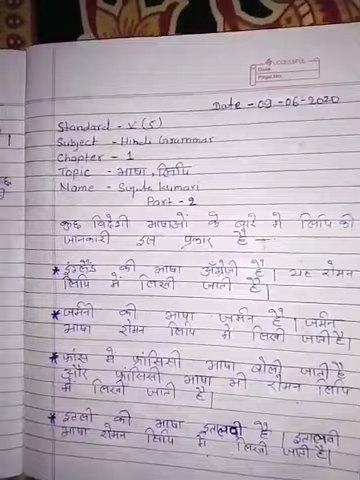 Date - 09-06-2020
Standard - V (5)
Subject - Hindi Grammar
Chapter - 1
Topic - भाषा, लिपि
Name - Sujata Kumari
Part - 2
कुछ विदेशी भाषाओं के बारे में लिपि की
जानकारी इस प्रकार है —
* इंग्लैंड की भाषा अँग्रेजी है। यह रोमन
लिपि में लिखी जाती है।
* जर्मनी की भाषा जर्मन है। जर्मन
भाषा रोमन लिपि में लिखी जाती है।
* फ्रांस में फ्रांसिसी भाषा बोली जाती है
और फ्रांसिसी भाषा भी रोमन लिपि
में लिखी जाती है।
* इटली की भाषा इतालवी है। इतालवी
भाषा रोमन लिपि में लिखी जाती है।